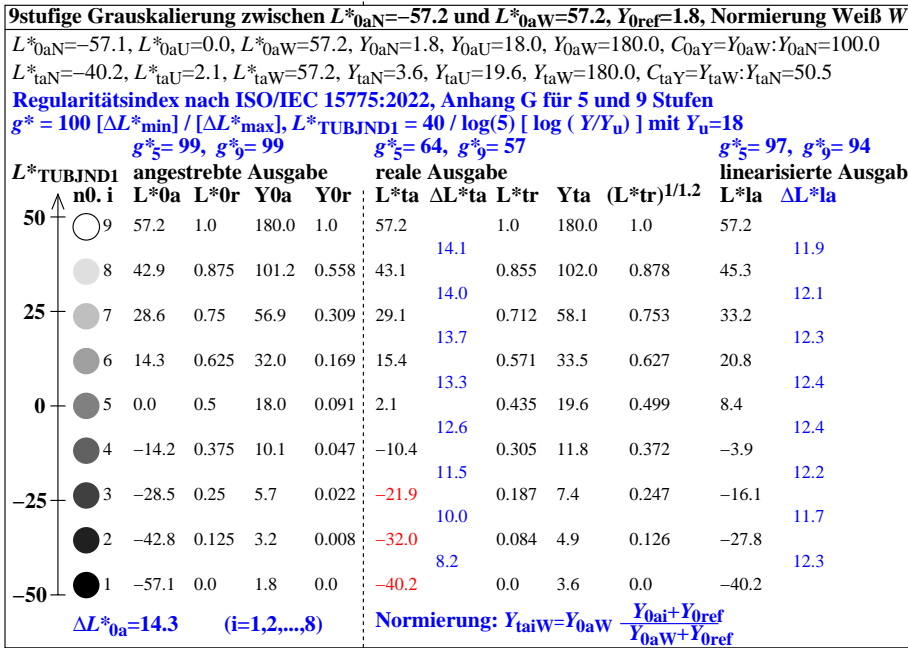 9stufige Grauskalierung zwischen L*0aN=−57.2 und L*0aW=57.2, Y0ref=1.8, Normierung Weiß W
L*0aN=−57.1, L*0aU=0.0, L*0aW=57.2, Y0aN=1.8, Y0aU=18.0, Y0aW=180.0, C0aY=Y0aW:Y0aN=100.0
L*taN=−40.2, L*taU=2.1, L*taW=57.2, YtaN=3.6, YtaU=19.6, YtaW=180.0, CtaY=YtaW:YtaN=50.5
Regularitätsindex nach ISO/IEC 15775:2022, Anhang G für 5 und 9 Stufen
g* = 100 [ΔL*min] / [ΔL*max], L*TUBJND1 = 40 / log(5) [ log ( Y/Yu) ] mit Yu=18
g*5= 99, g*9= 99 g*5= 64, g*9= 57 g*5= 97, g*9= 94
L*TUBJND1 angestrebte Ausgabe reale Ausgabe linearisierte Ausgab
n0. i L*0a L*0r Y0a Y0r L*ta ΔL*ta L*tr Yta (L*tr)1/1.2 L*la ΔL*la
50 9 57.2 1.0 180.0 1.0 57.2 1.0 180.0 1.0 57.2
14.1 11.9
8 42.9 0.875 101.2 0.558 43.1 0.855 102.0 0.878 45.3
14.0 12.1
25 7 28.6 0.75 56.9 0.309 29.1 0.712 58.1 0.753 33.2
13.7 12.3
6 14.3 0.625 32.0 0.169 15.4 0.571 33.5 0.627 20.8
13.3 12.4
0 5 0.0 0.5 18.0 0.091 2.1 0.435 19.6 0.499 8.4
12.6 12.4
4 −14.2 0.375 10.1 0.047 −10.4 0.305 11.8 0.372 −3.9
11.5 12.2
−25 3 −28.5 0.25 5.7 0.022 −21.9 0.187 7.4 0.247 −16.1
10.0 11.7
2 −42.8 0.125 3.2 0.008 −32.0 0.084 4.9 0.126 −27.8
8.2 12.3
−50 1 −57.1 0.0 1.8 0.0 −40.2 0.0 3.6 0.0 −40.2
ΔL*0a=14.3 (i=1,2,...,8) Normierung: YtaiW=Y0aW Y0ai+Y0ref
Y0aW+Y0ref